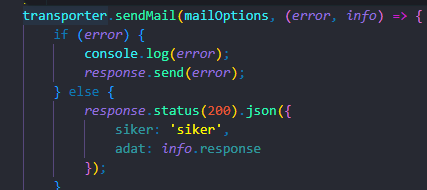 transporter.sendMail(mailOptions, (error, info) => {
    if (error) {
        console.log(error);
        response.send(error);
    } else {
        response.status(200).json({
            siker: 'siker',
            adat: info.response
        });
    }